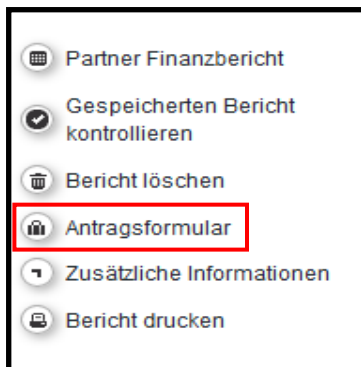 Partner Finanzbericht
Gespeicherten Bericht
kontrollieren
Bericht löschen
Antragsformular
Zusätzliche Informationen
Bericht drucken